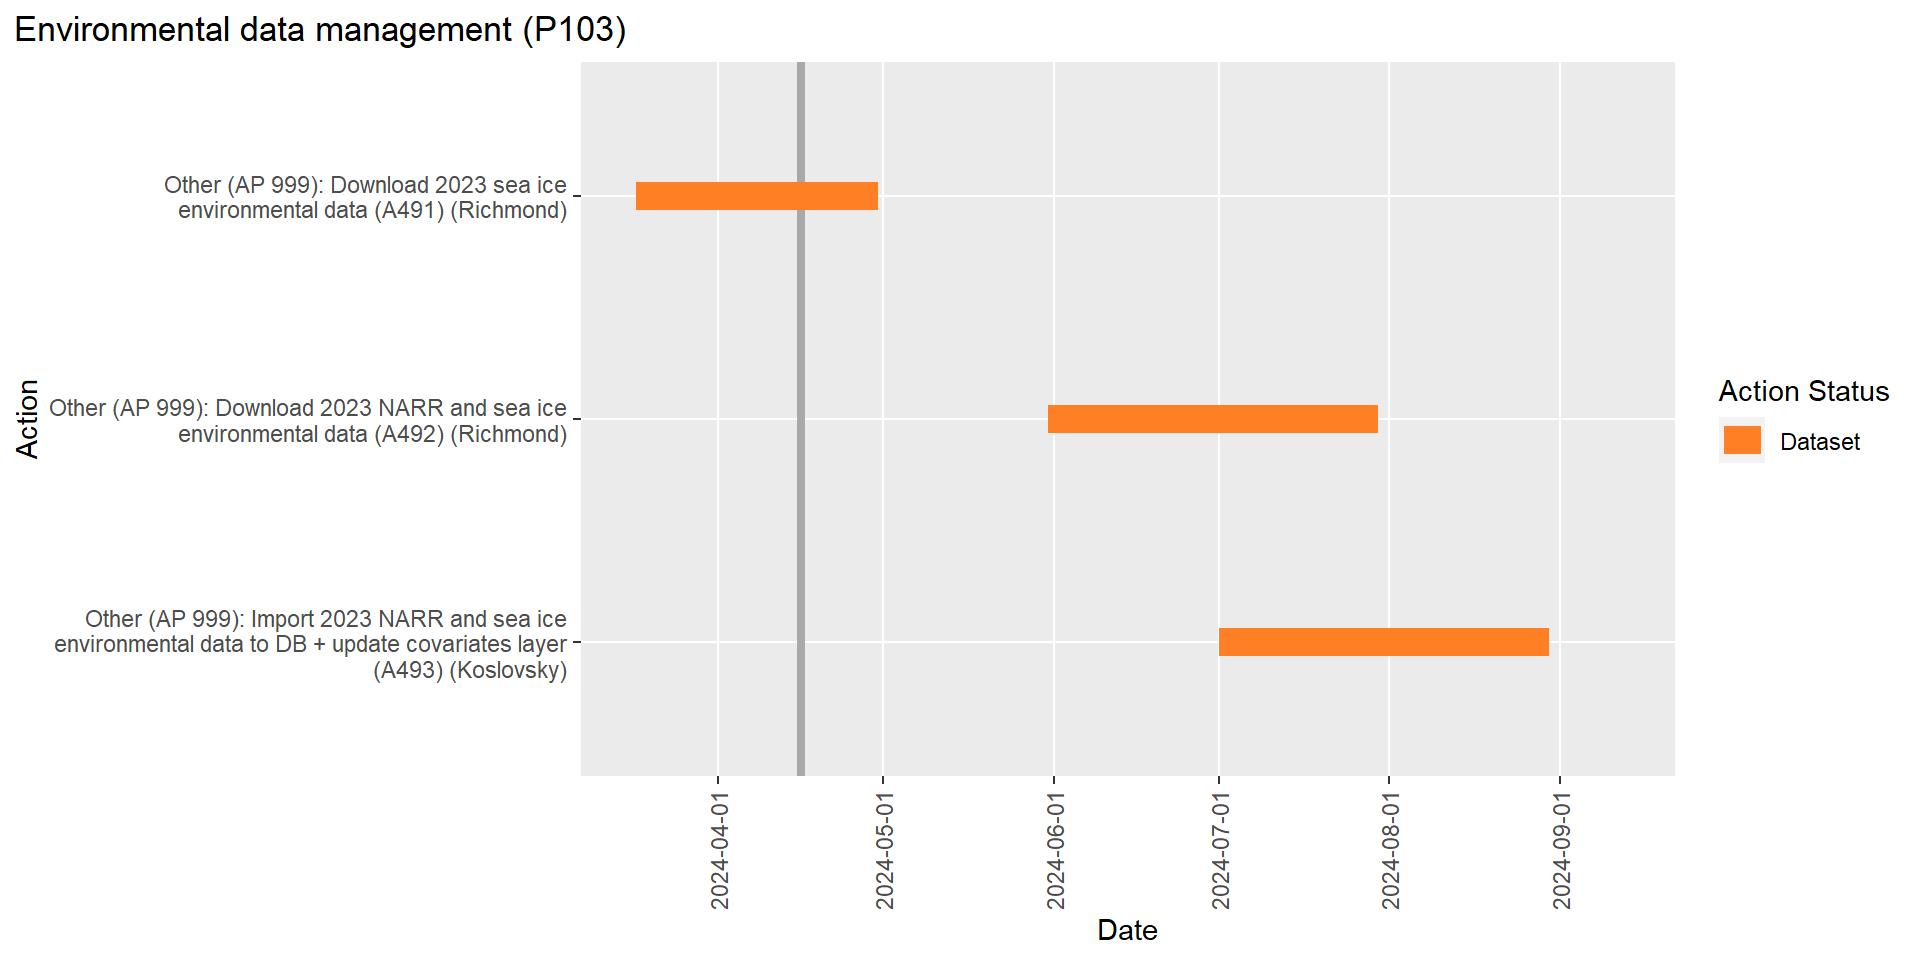 Environmental data management (P103)
Action
Other (AP 999): Download 2023 sea ice
environmental data (A491) (Richmond)
Other (AP 999): Download 2023 NARR and sea ice
environmental data (A492) (Richmond)
Other (AP 999): Import 2023 NARR and sea ice
environmental data to DB + update covariates layer
(A493) (Koslovsky)
2024-04-01
2024-05-01
2024-06-01
2024-07-01
2024-08-01
2024-09-01
Date
Action Status
Dataset